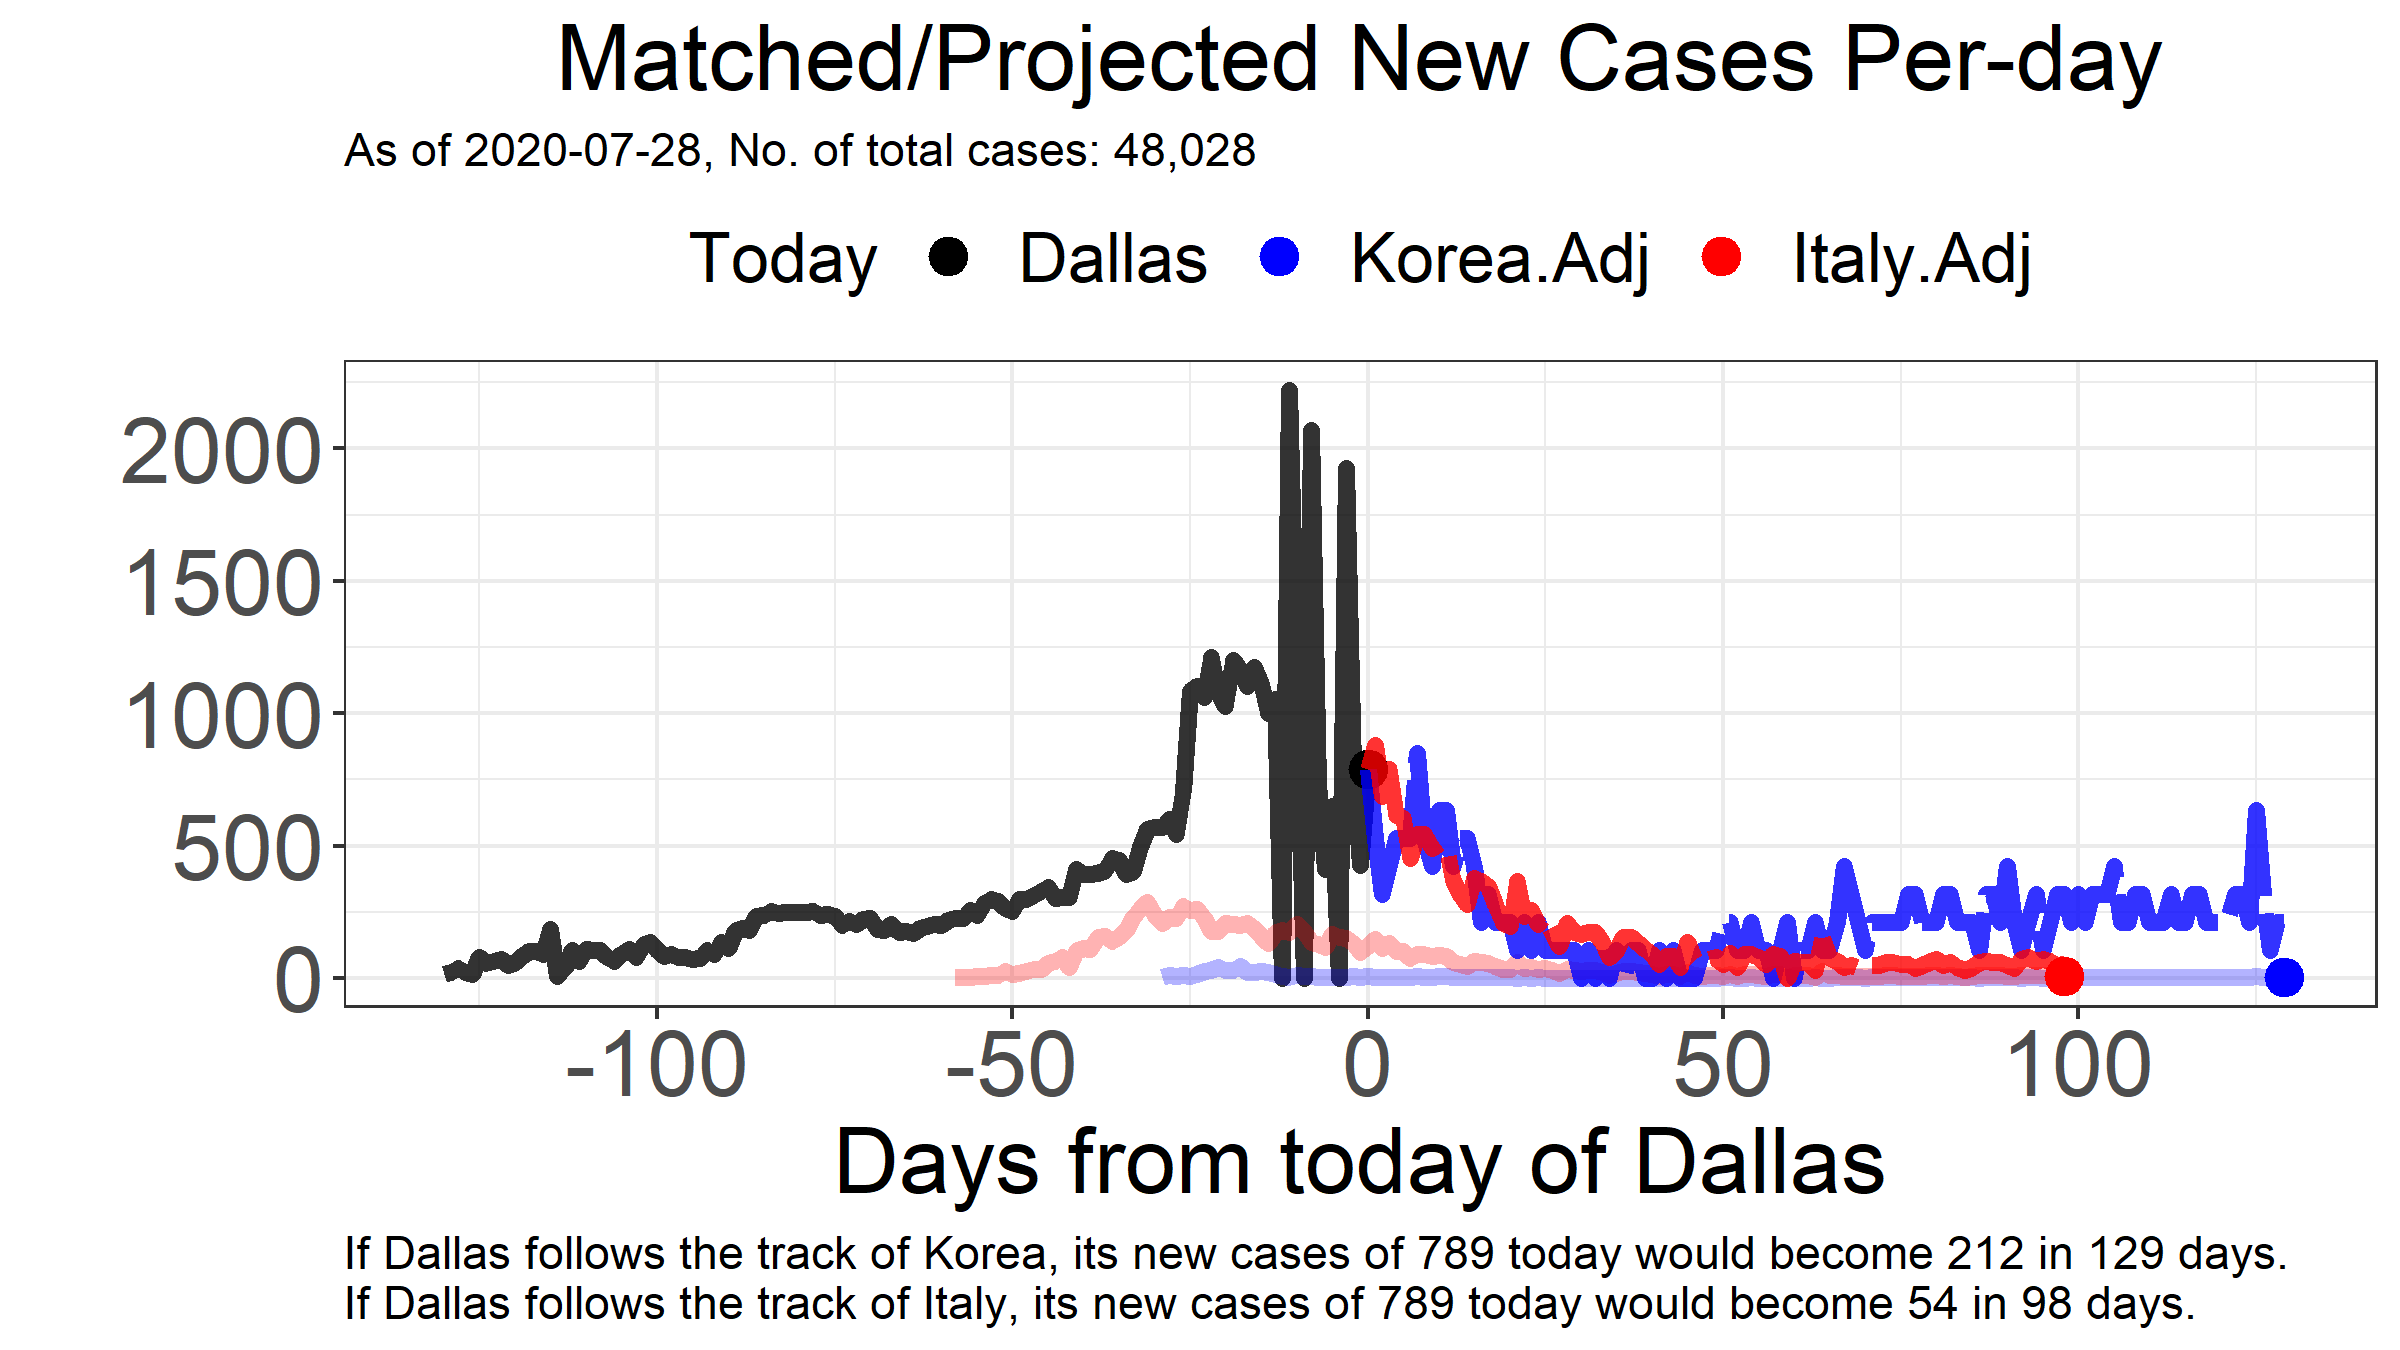 Matched/Projected New Cases Per-day
As of 2020-07-28, No. of total cases: 48,028
Today Dallas Korea.Adj Italy.Adj
2000
1500
1000
500
0
-100 -50 0 50 100
Days from today of Dallas
If Dallas follows the track of Korea, its new cases of 789 today would become 212 in 129 days.
If Dallas follows the track of Italy, its new cases of 789 today would become 54 in 98 days.